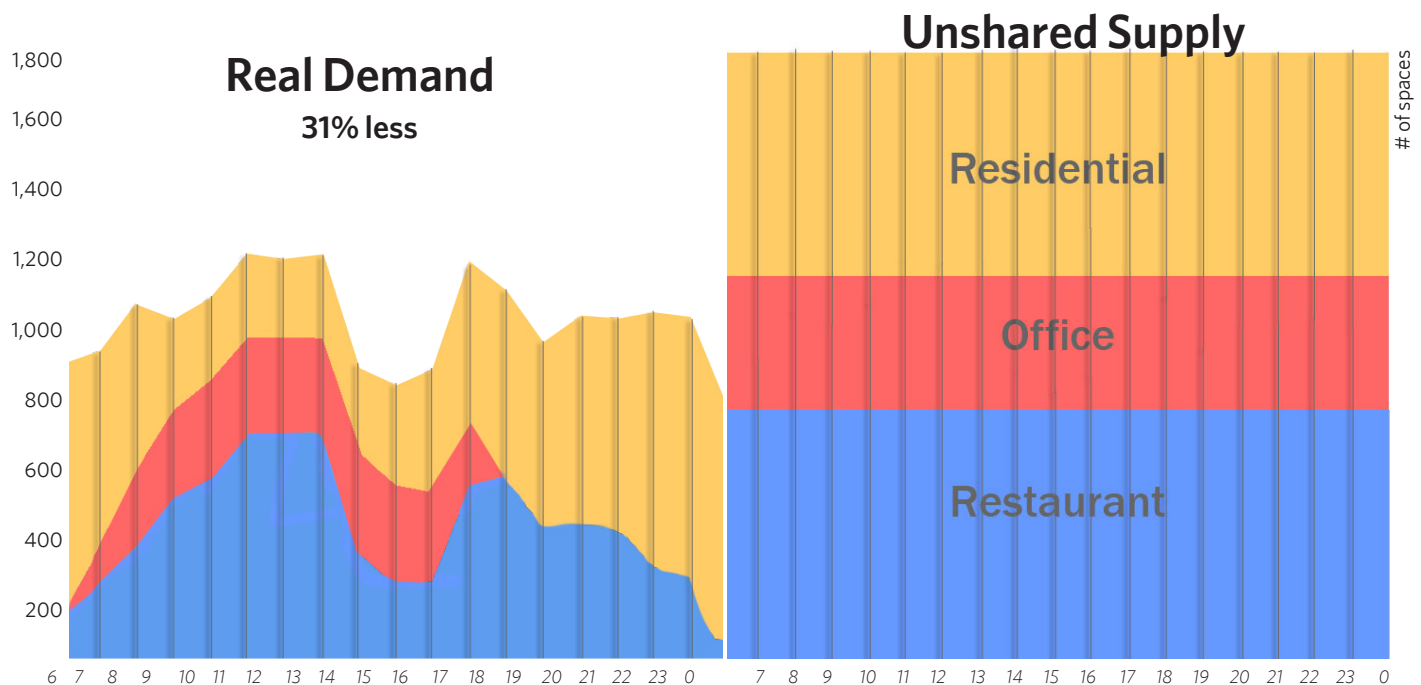 Unshared Supply
Real Demand
31% less
1,800
1,600
1,400
1,200
1,000
800
600
400
200
# of spaces
Residential
Office
Restaurant
6 7 8 9 10 11 12 13 14 15 16 17 18 19 20 21 22 23 0
7 8 9 10 11 12 13 14 15 16 17 18 19 20 21 22 23 0